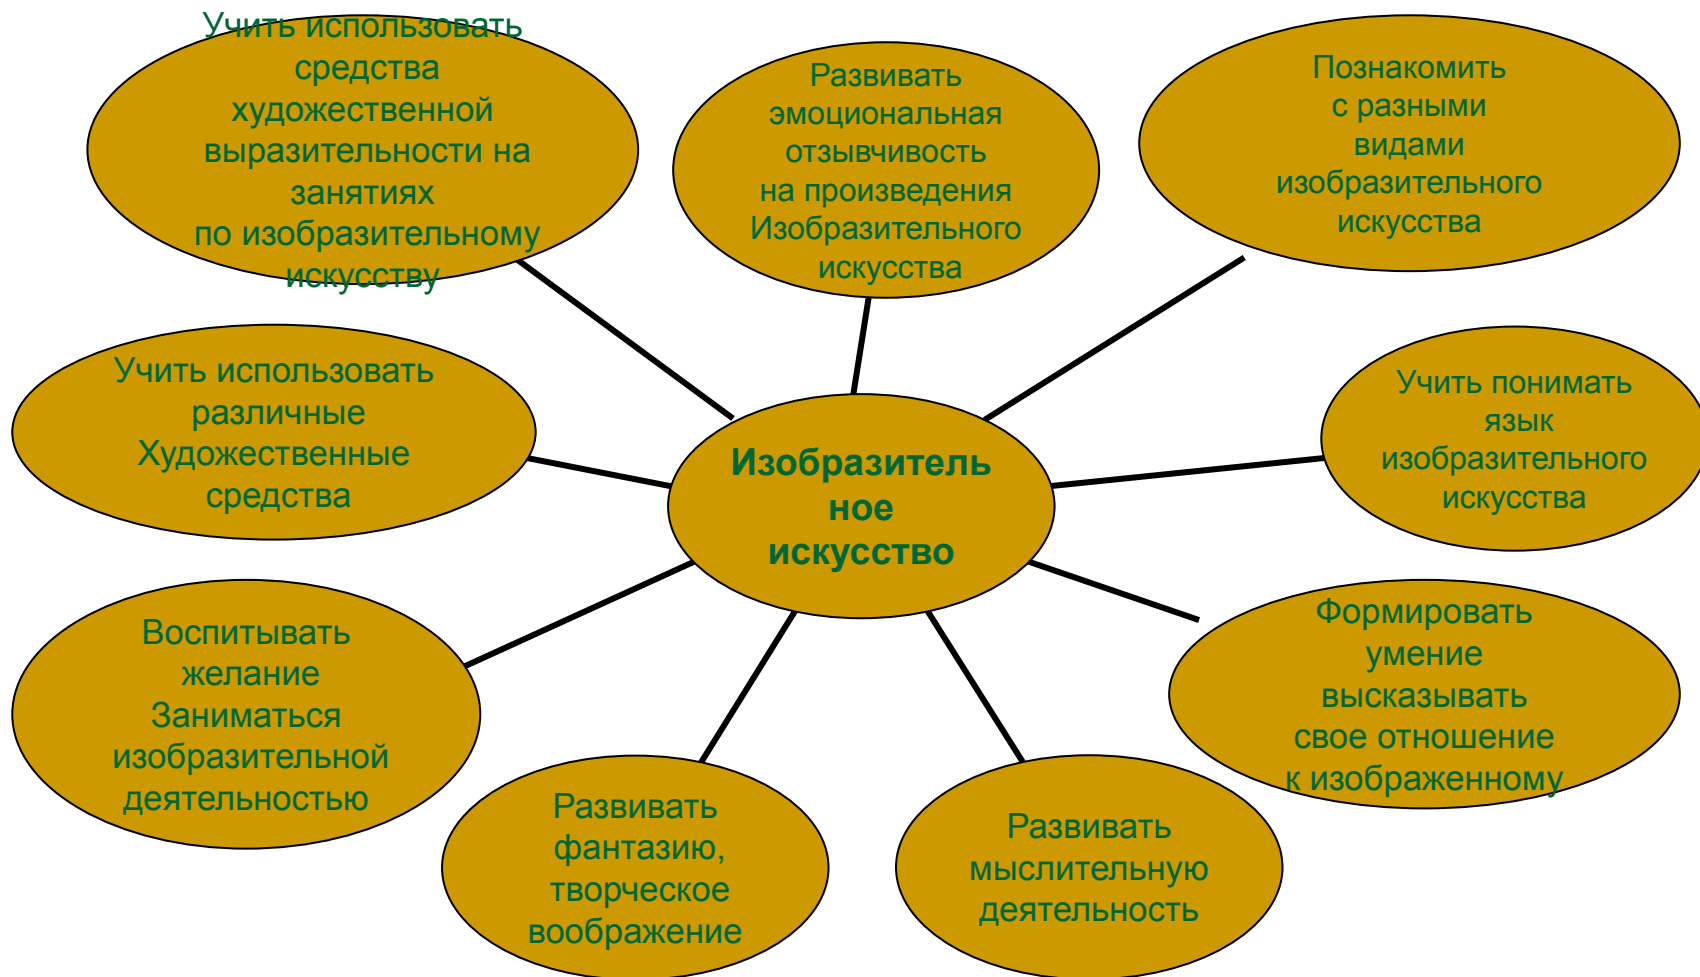 Учить использовать
средства
художественной
выразительности на
занятиях
по изобразительному
искусству
Развивать
эмоциональная
отзывчивость
на произведения
Изобразительного
искусства
Познакомить
с разными
видами
изобразительного
искусства
Учить использовать
различные
Художественные
средства
Изобразитель
ное
искусство
Учить понимать
язык
изобразительного
искусства
Воспитывать
желание
Заниматься
изобразительной
деятельностью
Формировать
умение
высказывать
свое отношение
к изображенному
Развивать
фантазию,
творческое
воображение
Развивать
мыслительную
деятельность